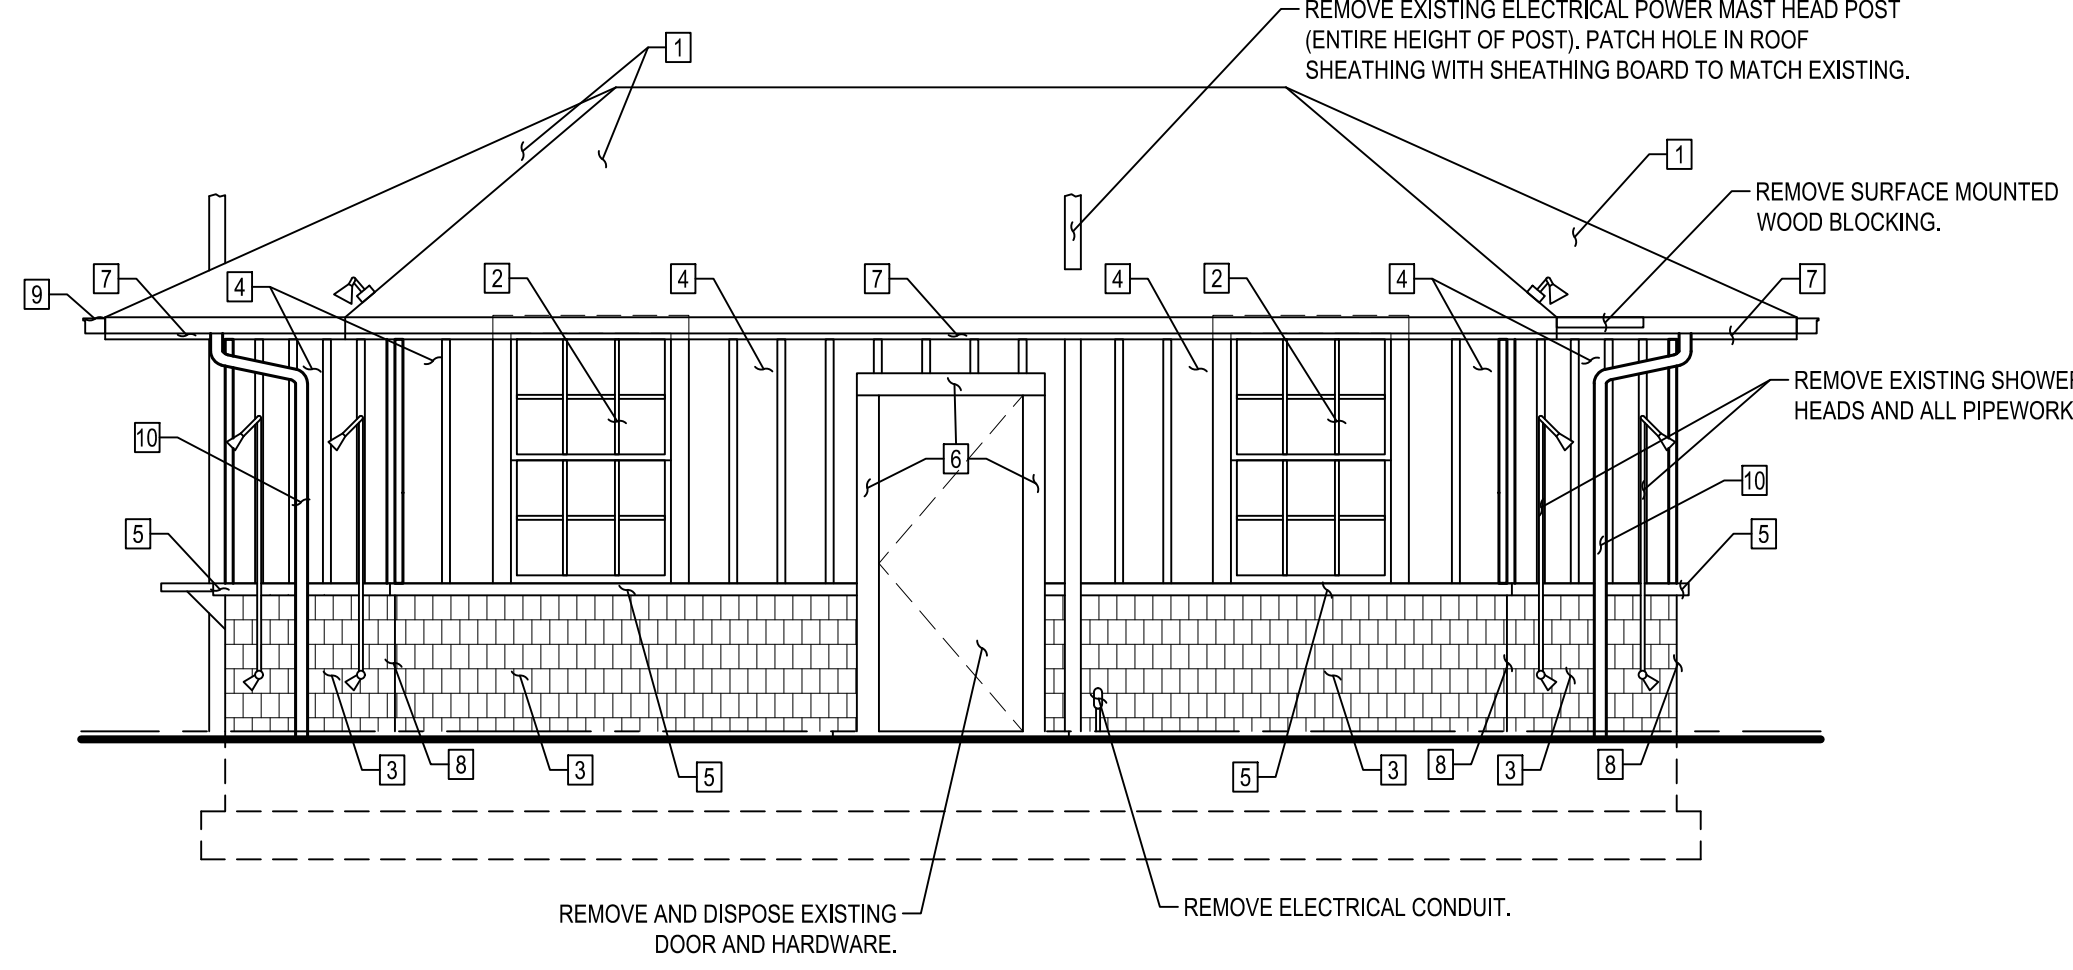 REMOVE EXISTING ELECTRICAL POWER MAST HEAD POST
(ENTIRE HEIGHT OF POST). PATCH HOLE IN ROOF
SHEATHING WITH SHEATHING BOARD TO MATCH EXISTING.
1
1
REMOVE SURFACE MOUNTED
WOOD BLOCKING.
9
7
4
2
4
7
4
2
4
7
REMOVE EXISTING SHOWER
HEADS AND ALL PIPEWORK
10
6
10
5
5
3
8
3
5
5
3
8
3
8
REMOVE AND DISPOSE EXISTING
DOOR AND HARDWARE.
REMOVE ELECTRICAL CONDUIT.